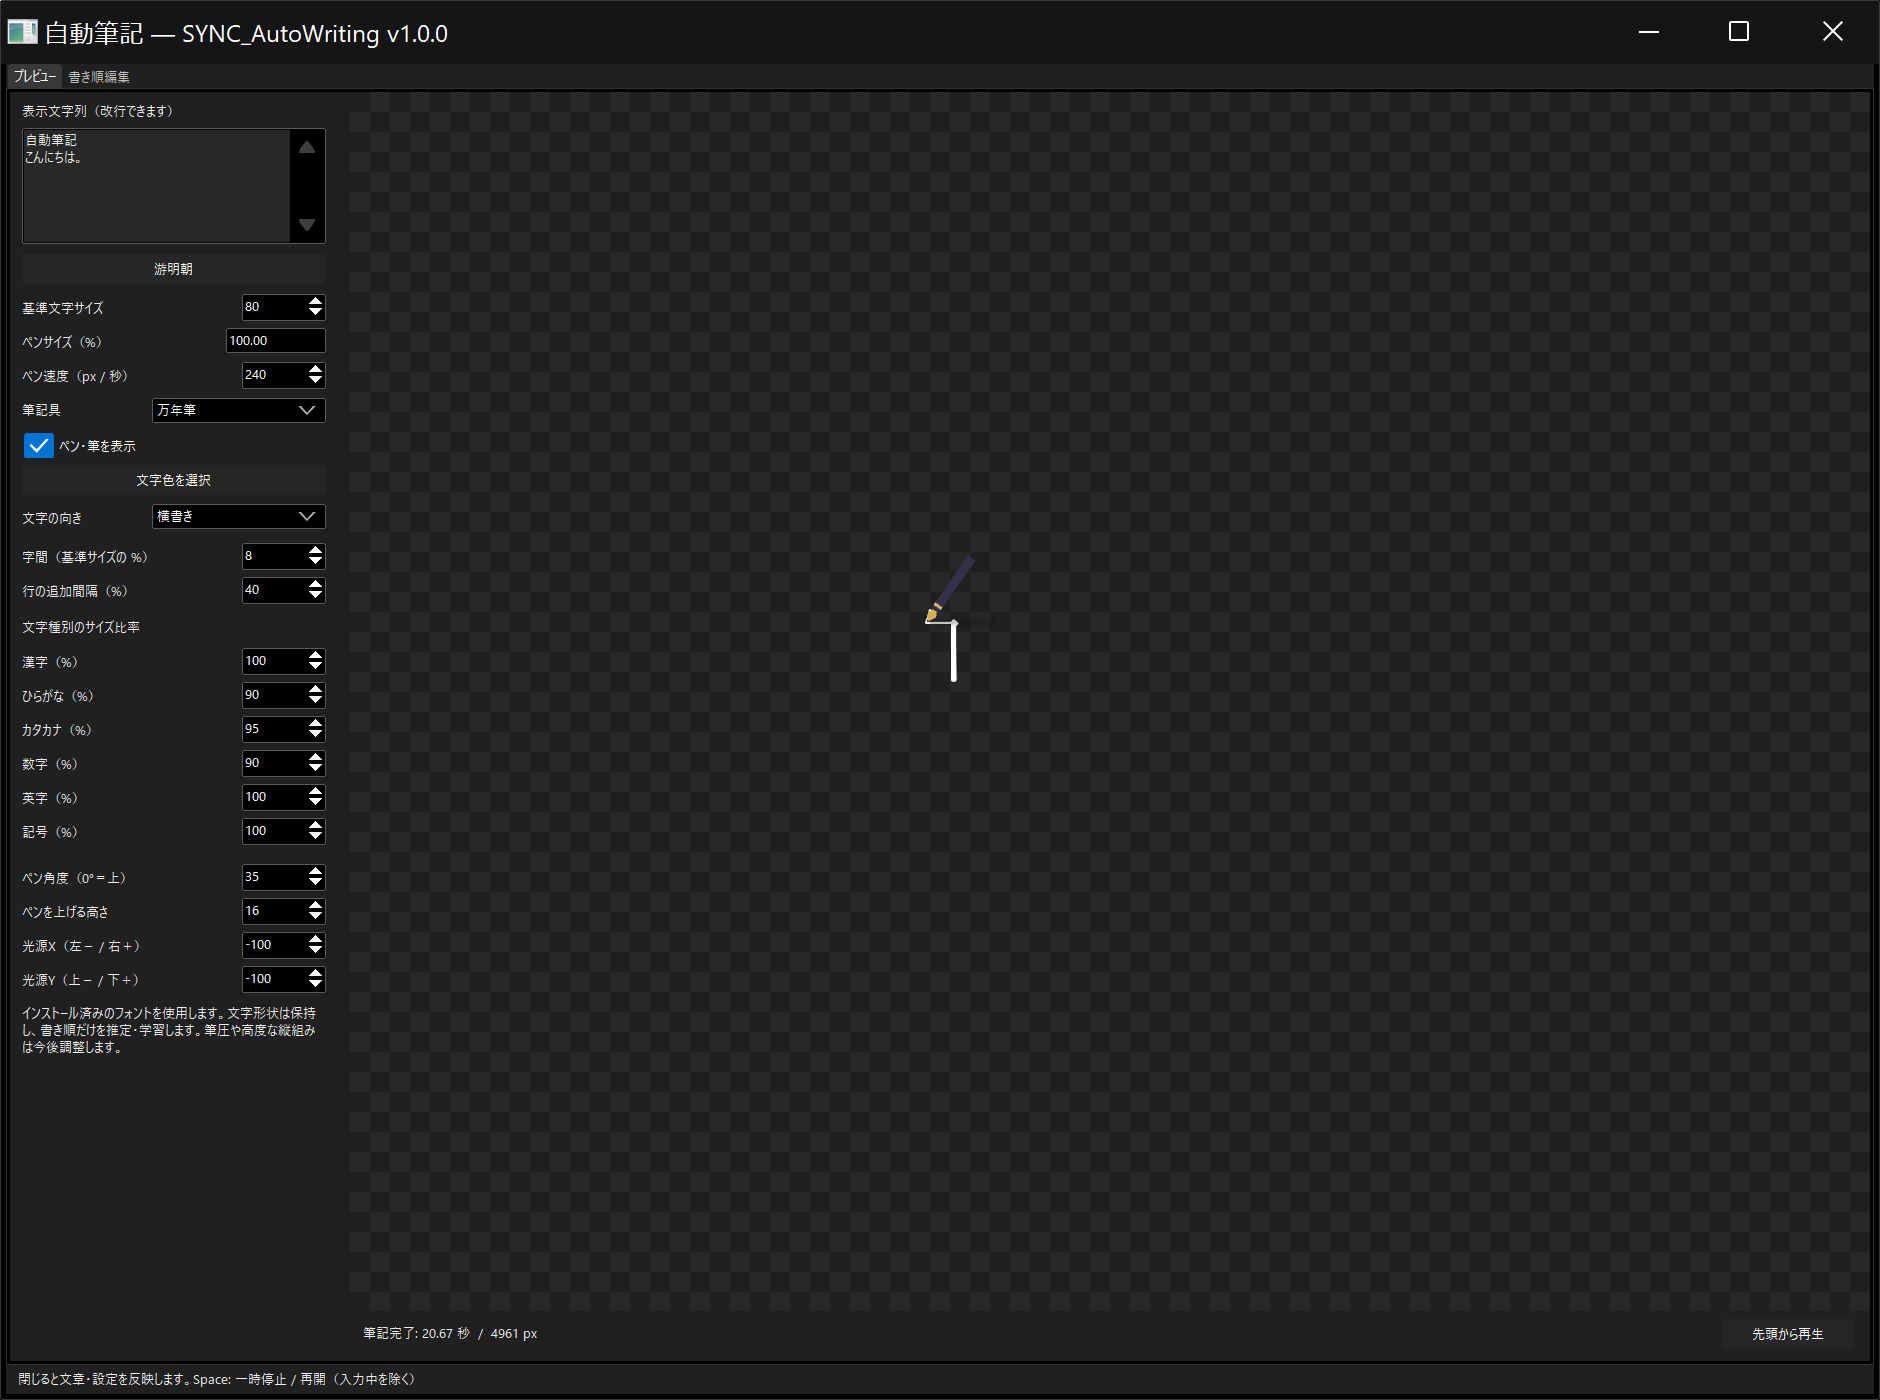 自動筆記 — SYNC_AutoWriting v1.0.0
プレビュー 書き順編集
表示文字列（改行できます）
自動筆記
こんにちは。
游明朝
基準文字サイズ 80
ペンサイズ（%） 100.00
ペン速度（px / 秒） 240
筆記具 万年筆
ペン・筆を表示
文字色を選択
文字の向き 横書き
字間（基準サイズの %） 8
行の追加間隔（%） 40
文字種別のサイズ比率
漢字（%） 100
ひらがな（%） 90
カタカナ（%） 95
数字（%） 90
英字（%） 100
記号（%） 100
ペン角度（0°＝上） 35
ペンを上げる高さ 16
光源X（左－ / 右＋） -100
光源Y（上－ / 下＋） -100
インストール済みのフォントを使用します。文字形状は保持
し、書き順だけを推定・学習します。筆圧や高度な縦組み
は今後調整します。
筆記完了: 20.67 秒 / 4961 px
先頭から再生
閉じると文章・設定を反映します。Space: 一時停止 / 再開（入力中を除く）